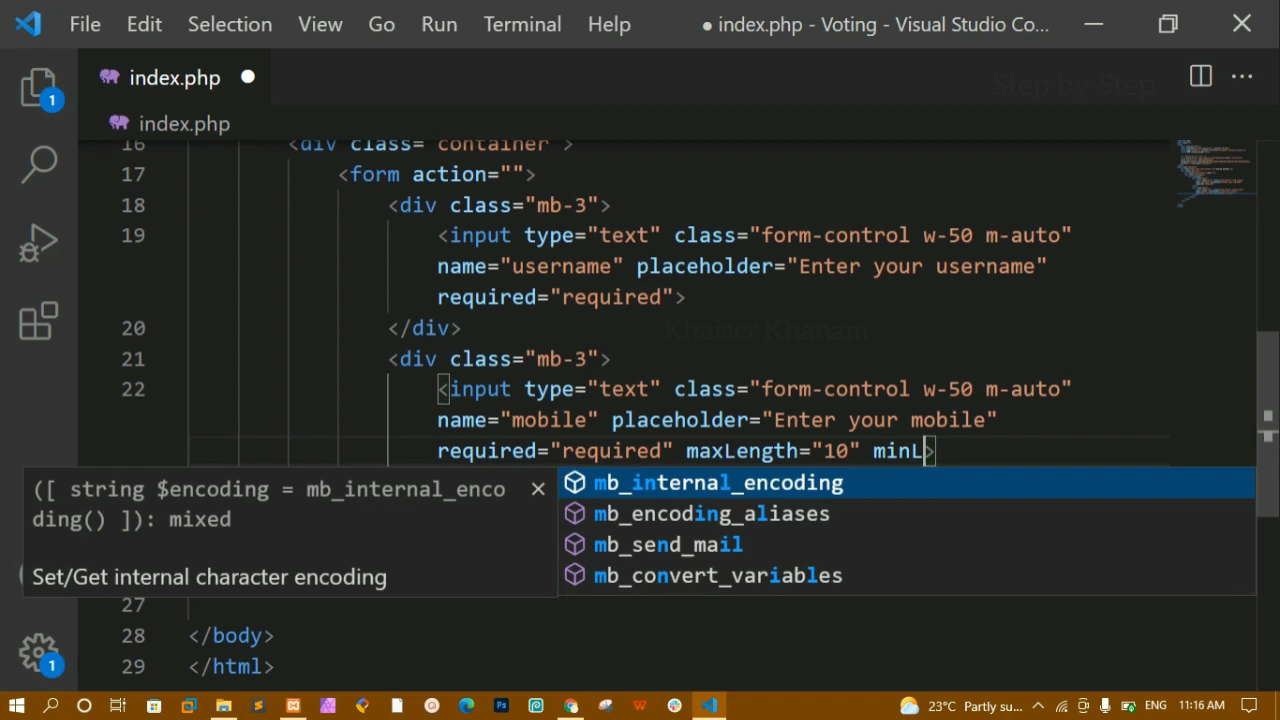 File Edit Selection View Go Run Terminal Help ● index.php - Voting - Visual Studio Co...
index.php
Step by Step
1
index.php
16 <div class="container">
17 <form action="">
18 <div class="mb-3">
19 <input type="text" class="form-control w-50 m-auto"
name="username" placeholder="Enter your username"
required="required">
Khaiser Khanam
20 </div>
21 <div class="mb-3">
22 <input type="text" class="form-control w-50 m-auto"
name="mobile" placeholder="Enter your mobile"
required="required" maxLength="10" minL>
([ string $encoding = mb_internal_enco
ding() ]): mixed
Set/Get internal character encoding
mb_internal_encoding
mb_encoding_aliases
mb_send_mail
mb_convert_variables
27
28 </body>
29 </html>
1
23°C Partly su... ENG 11:16 AM